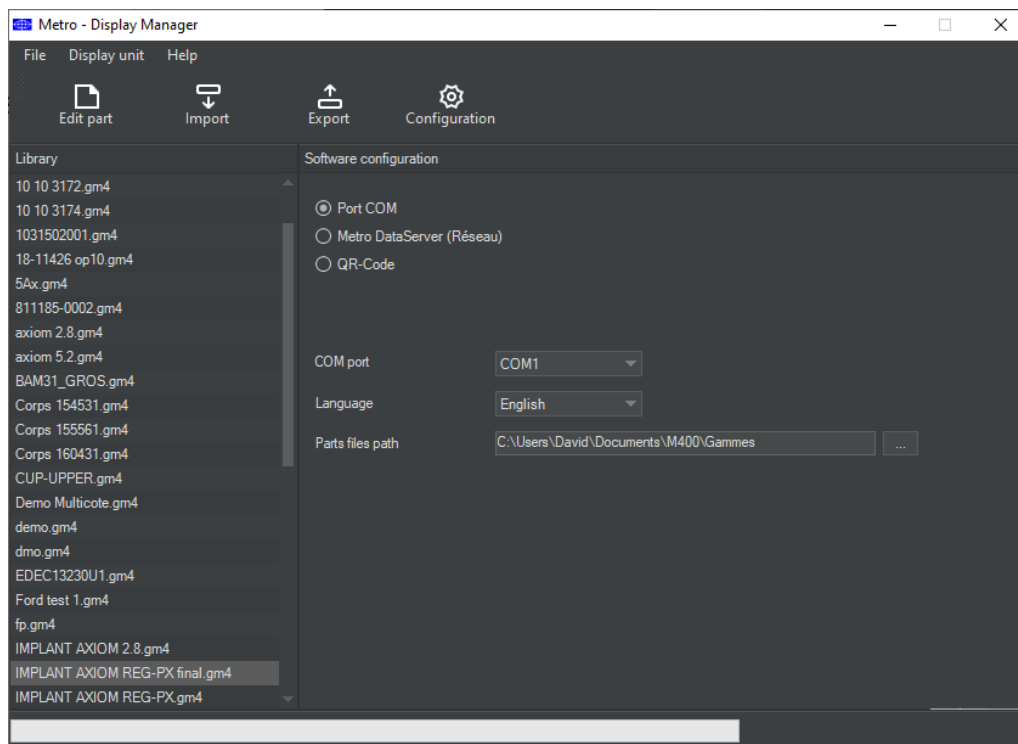 Metro - Display Manager
File Display unit Help
Edit part Import Export Configuration
Library
10 10 3172.gm4
10 10 3174.gm4
1031502001.gm4
18-11426 op10.gm4
5Ax.gm4
811185-0002.gm4
axiom 2.8.gm4
axiom 5.2.gm4
BAM31_GROS.gm4
Corps 154531.gm4
Corps 155561.gm4
Corps 160431.gm4
CUP-UPPER.gm4
Demo Multicote.gm4
demo.gm4
dmo.gm4
EDEC13230U1.gm4
Ford test 1.gm4
fp.gm4
IMPLANT AXIOM 2.8.gm4
IMPLANT AXIOM REG-PX final.gm4
IMPLANT AXIOM REG-PX.gm4
Software configuration
Port COM
Metro DataServer (Réseau)
QR-Code
COM port COM1
Language English
Parts files path C:\Users\David\Documents\M400\Gammes ...